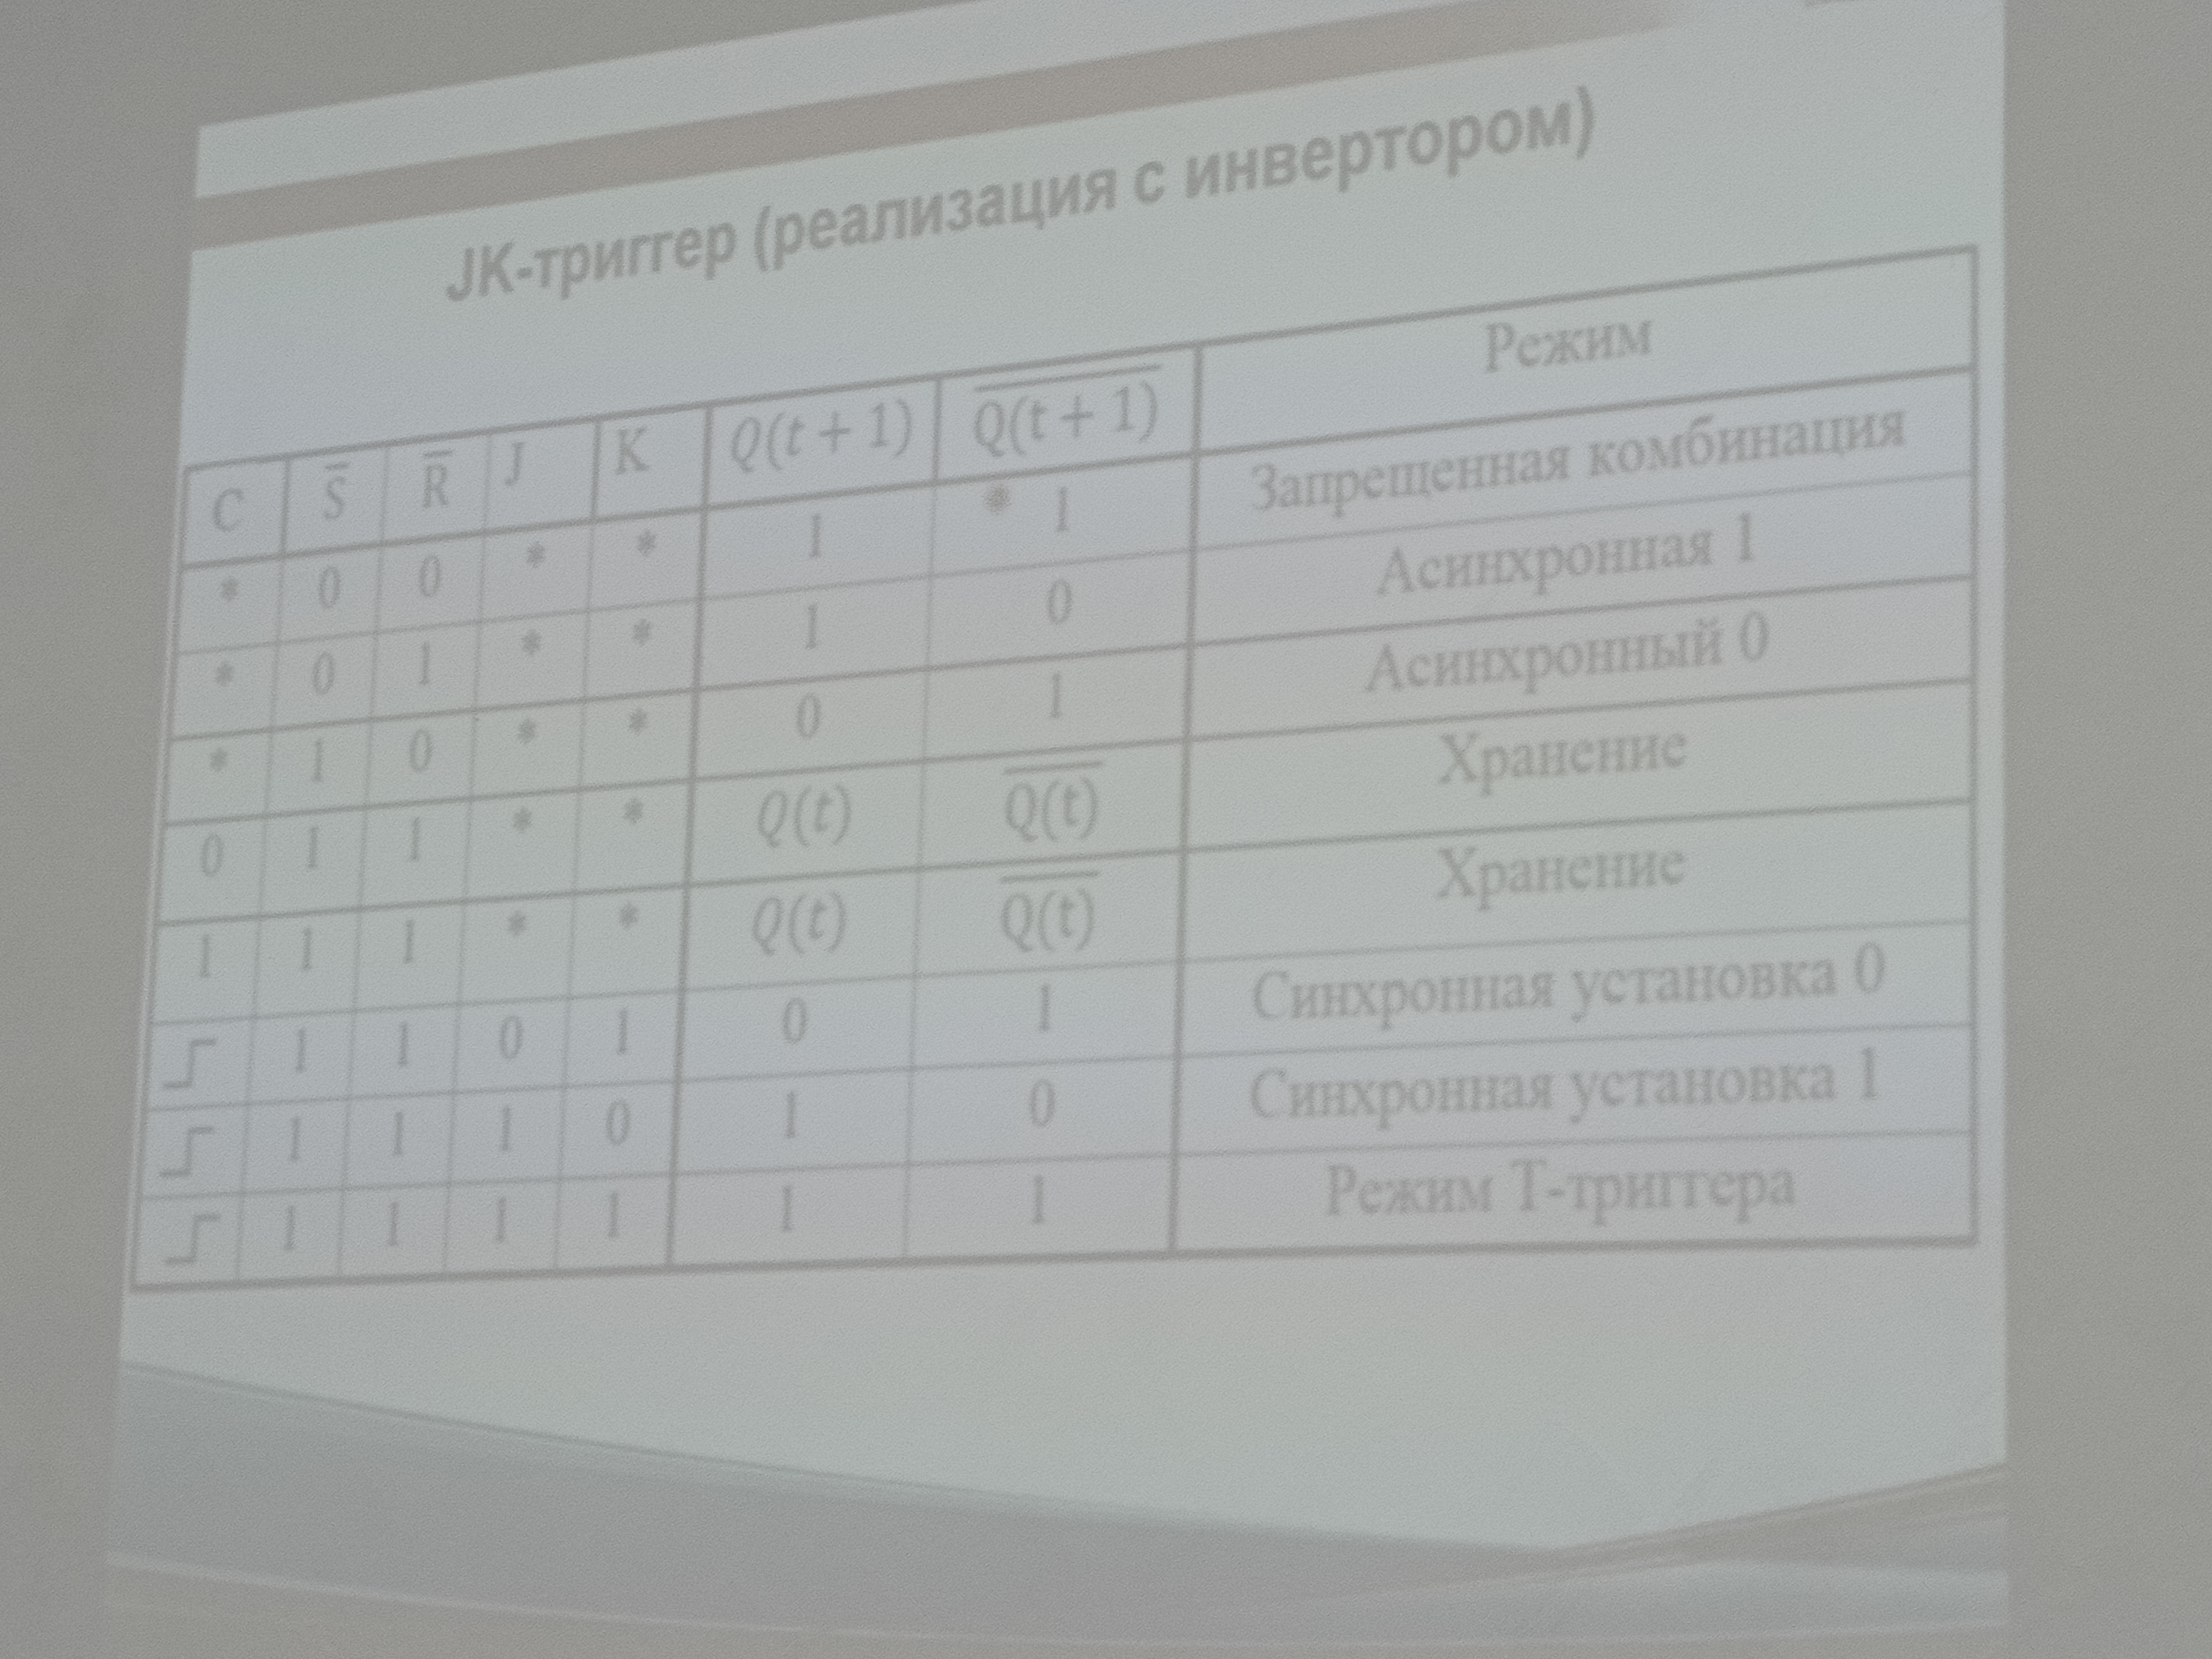 JK-триггер (реализация с инвертором)
C S̅ R̅ J K Q(t + 1) \overline{Q(t + 1)} Режим
* 0 0 * * 1 * 1 Запрещенная комбинация
* 0 1 * * 1 0 Асинхронная 1
* 1 0 * * 0 1 Асинхронный 0
0 1 1 * * Q(t) \overline{Q(t)} Хранение
1 1 1 * * Q(t) \overline{Q(t)} Хранение
1 1 0 1 0 1 Синхронная установка 0
1 1 1 0 1 0 Синхронная установка 1
1 1 1 1 1 1 Режим Т-триггера